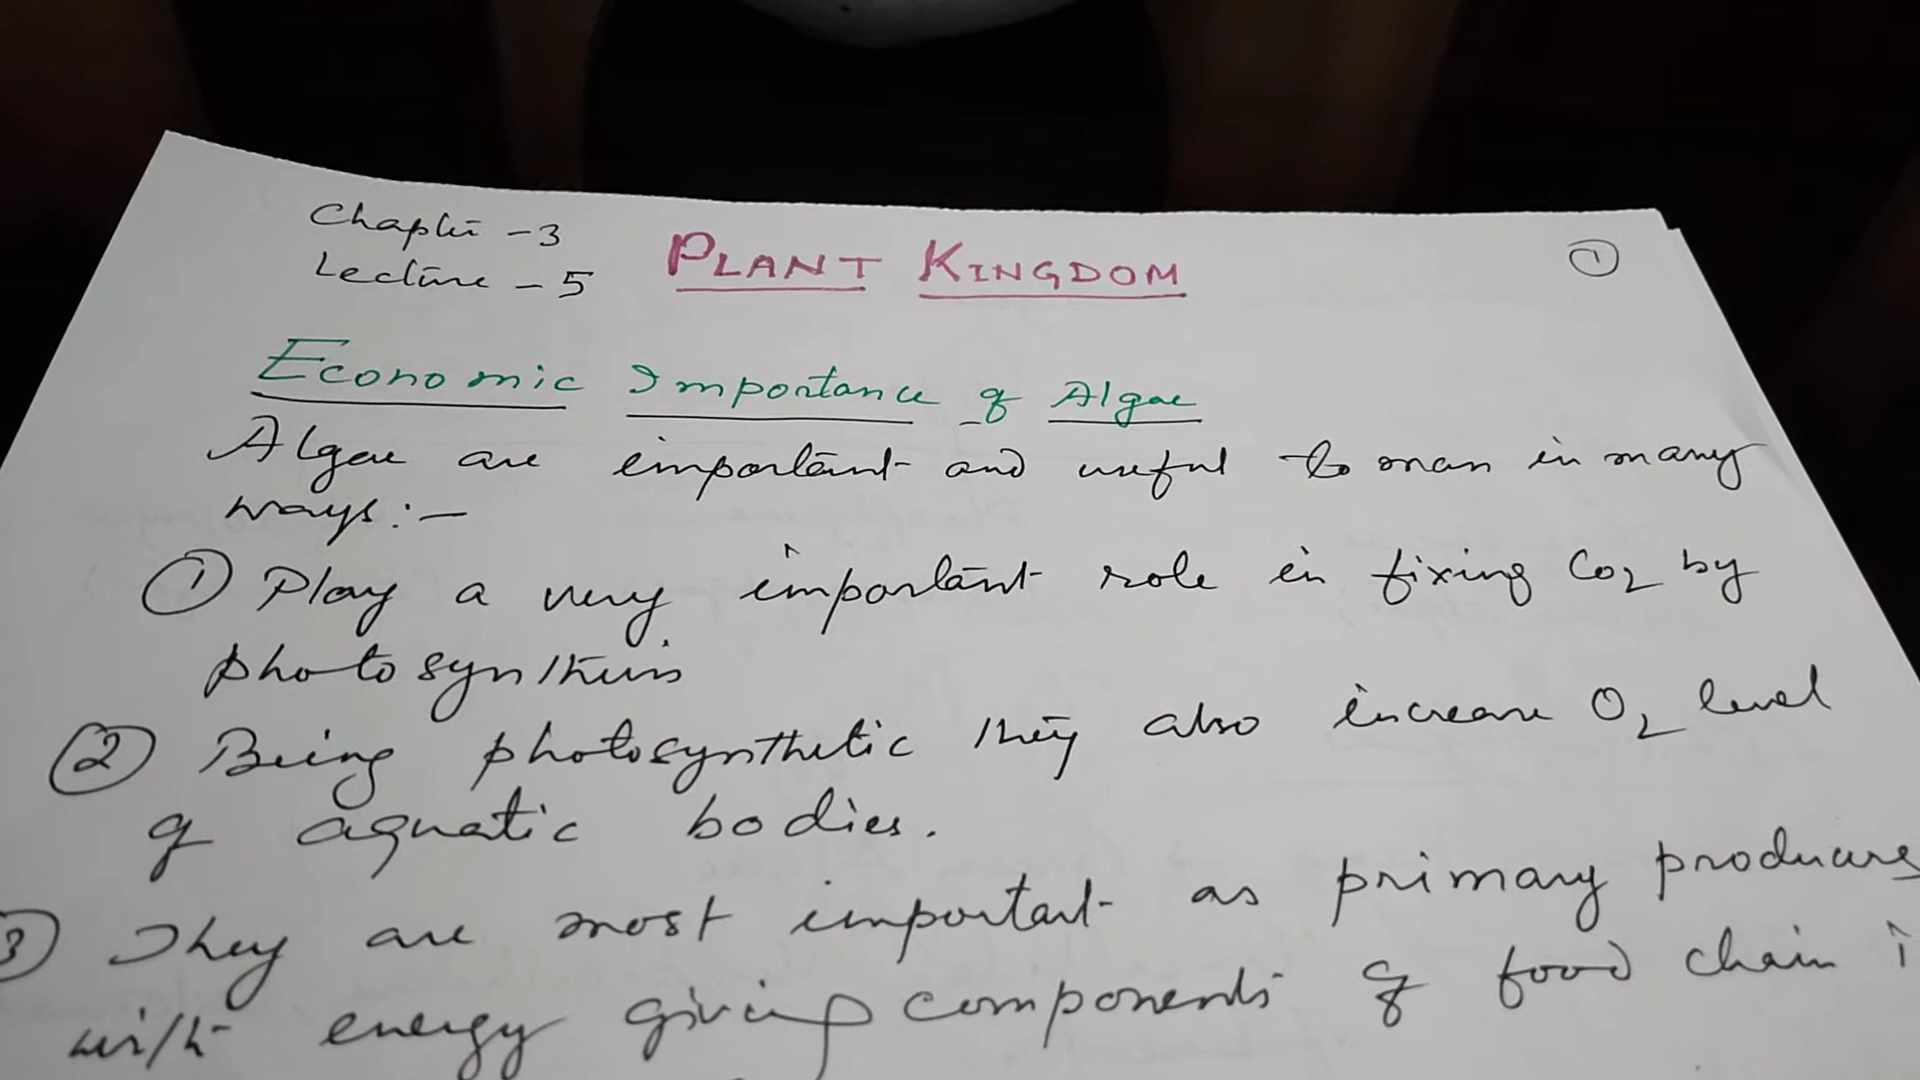 Chapter - 3
Lecture - 5
PLANT KINGDOM
1
Economic Importance of Algae
Algae are important and useful to man in many
ways:-
① Play a very important role in fixing CO2 by
photosynthesis
② Being photosynthetic they also increase O2 level
of aquatic bodies.
3 They are most important as primary producers
with energy giving components of food chain i